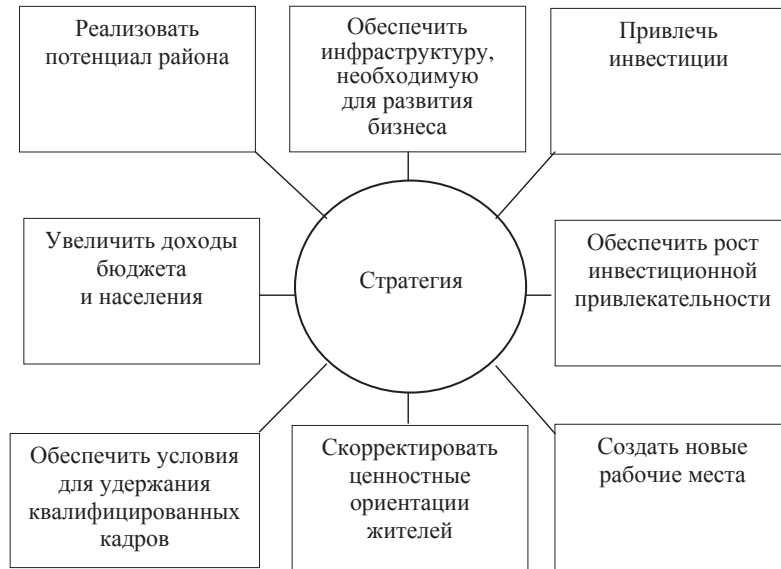 Реализовать
потенциал района
Обеспечить
инфраструктуру,
необходимую
для развития
бизнеса
Привлечь
инвестиции
Увеличить доходы
бюджета
и населения
Стратегия
Обеспечить рост
инвестиционной
привлекательности
Обеспечить условия
для удержания
квалифицированных
кадров
Скорректировать
ценностные
ориентации
жителей
Создать новые
рабочие места